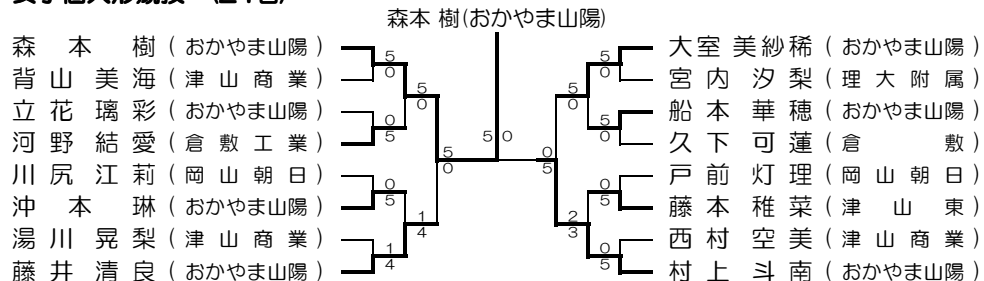 森本 樹(おかやま山陽)
森本 樹 (おかやま山陽)
背山 美海 (津山商業)
立花 璃彩 (おかやま山陽)
河野 結愛 (倉敷工業)
川尻 江莉 (岡山朝日)
沖本 琳 (おかやま山陽)
湯川 晃梨 (津山商業)
藤井 清良 (おかやま山陽)
5
0
0
5
0
5
1
4
5
0
1
4
5
0
5 0
0
5
5
0
2
3
5
0
5
0
0
5
0
5
大室 美紗稀 (おかやま山陽)
宮内 汐梨 (理大附属)
船本 華穂 (おかやま山陽)
久下 可蓮 (倉敷)
戸前 灯理 (岡山朝日)
藤本 稚菜 (津山東)
西村 空美 (津山商業)
村上 斗南 (おかやま山陽)